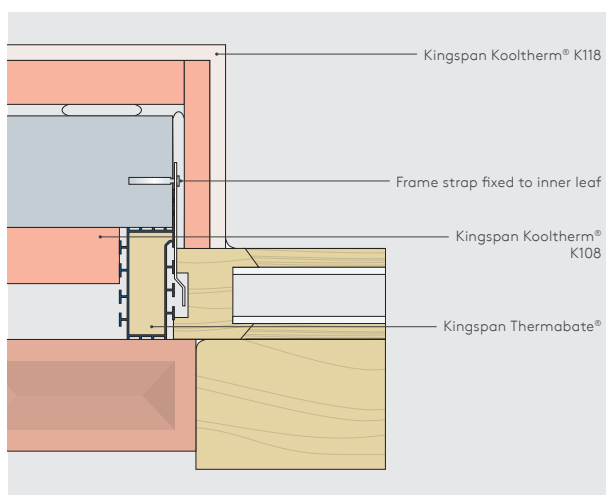 Kingspan Kooltherm® K118
Frame strap fixed to inner leaf
Kingspan Kooltherm®
K108
Kingspan Thermabate®